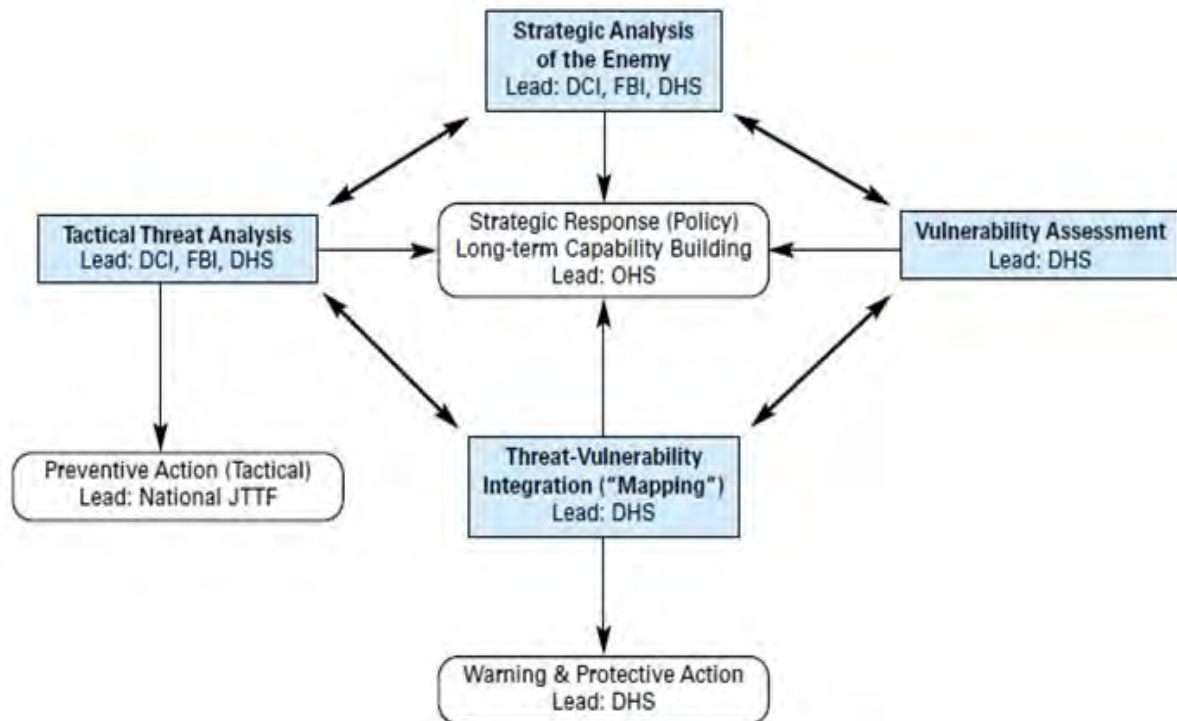 Strategic Analysis
of the Enemy
Lead: DCI, FBI, DHS
Tactical Threat Analysis
Lead: DCI, FBI, DHS
Strategic Response (Policy)
Long-term Capability Building
Lead: OHS
Vulnerability Assessment
Lead: DHS
Preventive Action (Tactical)
Lead: National JTTF
Threat-Vulnerability
Integration (“Mapping”)
Lead: DHS
Warning & Protective Action
Lead: DHS